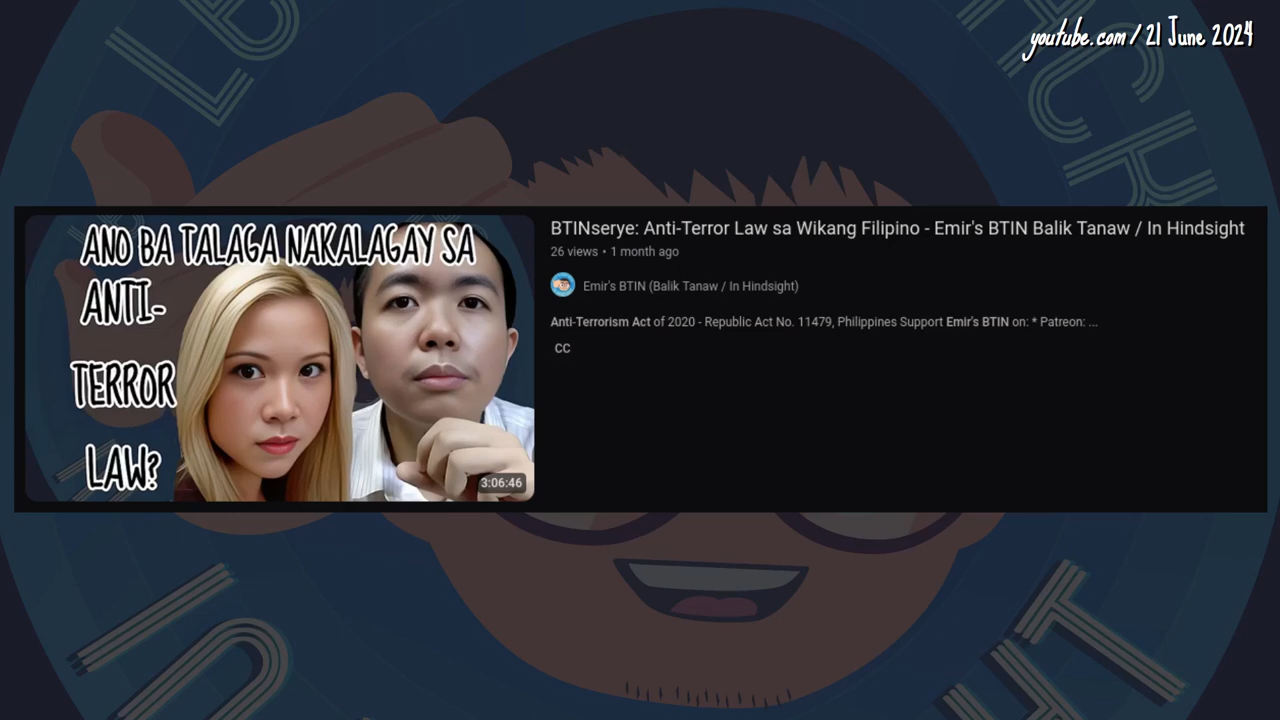 youtube.com / 21 June 2024
ANO BA TALAGA NAKALAGAY SA
ANTI-
TERROR
LAW?
3:06:46
BTINserye: Anti-Terror Law sa Wikang Filipino - Emir's BTIN Balik Tanaw / In Hindsight
26 views • 1 month ago
Emir's BTIN (Balik Tanaw / In Hindsight)
Anti-Terrorism Act of 2020 - Republic Act No. 11479, Philippines Support Emir's BTIN on: * Patreon: ...
CC